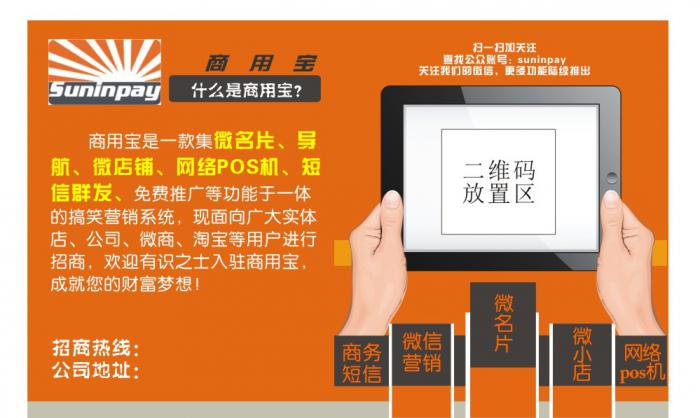 Suninpay
商用宝
什么是商用宝?
商用宝是一款集微名片、导
航、微店铺、网络POS机、短
信群发、免费推广等功能于一体
的搞笑营销系统，现面向广大实体
店、公司、微商、淘宝等用户进行
招商，欢迎有识之士入驻商用宝，
成就您的财富梦想！
招商热线：
公司地址：
扫一扫加关注
查找公众账号：suninpay
关注我们的微信，更多功能陆续推出
二维码
放置区
商务
短信
微信
营销
微
名
片
微
小
店
网络
pos机